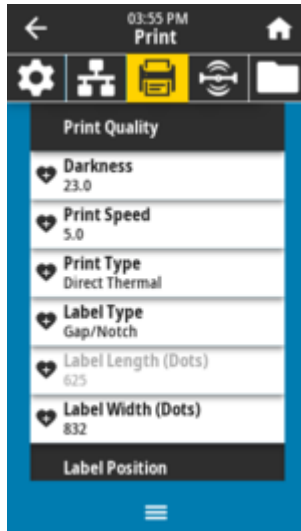 03:55 PM
Print
Print Quality
Darkness
23.0
Print Speed
5.0
Print Type
Direct Thermal
Label Type
Gap/Notch
Label Length (Dots)
625
Label Width (Dots)
832
Label Position